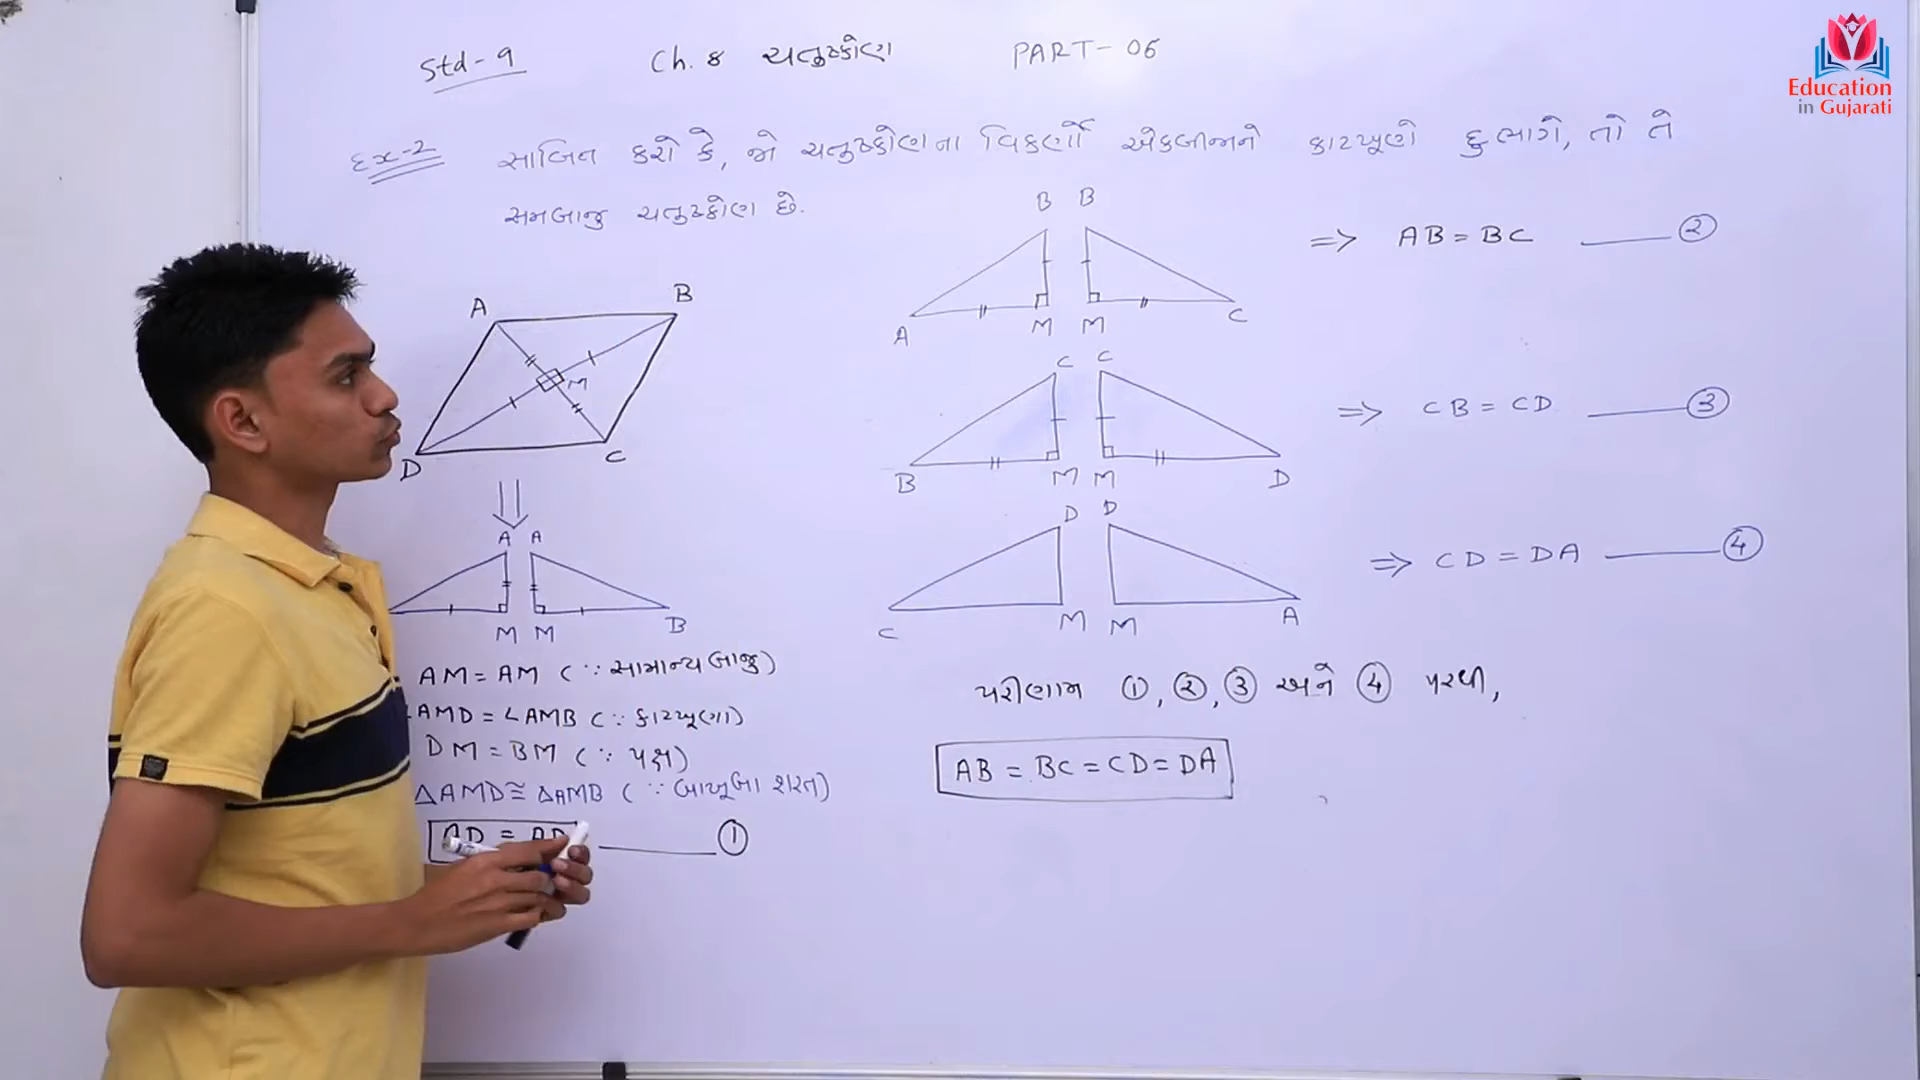 Std - 9 Ch. 8 ચતુષ્કોણ PART - 06
Education
in Gujarati
Ex-2 સાબિત કરો કે, જો ચતુષ્કોણના વિકર્ણો એકબીજાને કાટખૂણે દુભાગે, તો તે
સમબાજુ ચતુષ્કોણ છે.
A B
M
D C
A A
M M B
AM = AM (∵ સામાન્ય બાજુ)
∠AMD = ∠AMB (∵ કાટખૂણા)
DM = BM (∵ પક્ષ)
△AMD ≅ △AMB (∵ બાખૂબા શરત)
AD = ①
B B
A M M C
⇒ AB = BC ②
C C
B M M D
⇒ CB = CD ③
D D
C M M A
⇒ CD = DA ④
પરીણામ ①, ②, ③ અને ④ પરથી,
AB = BC = CD = DA